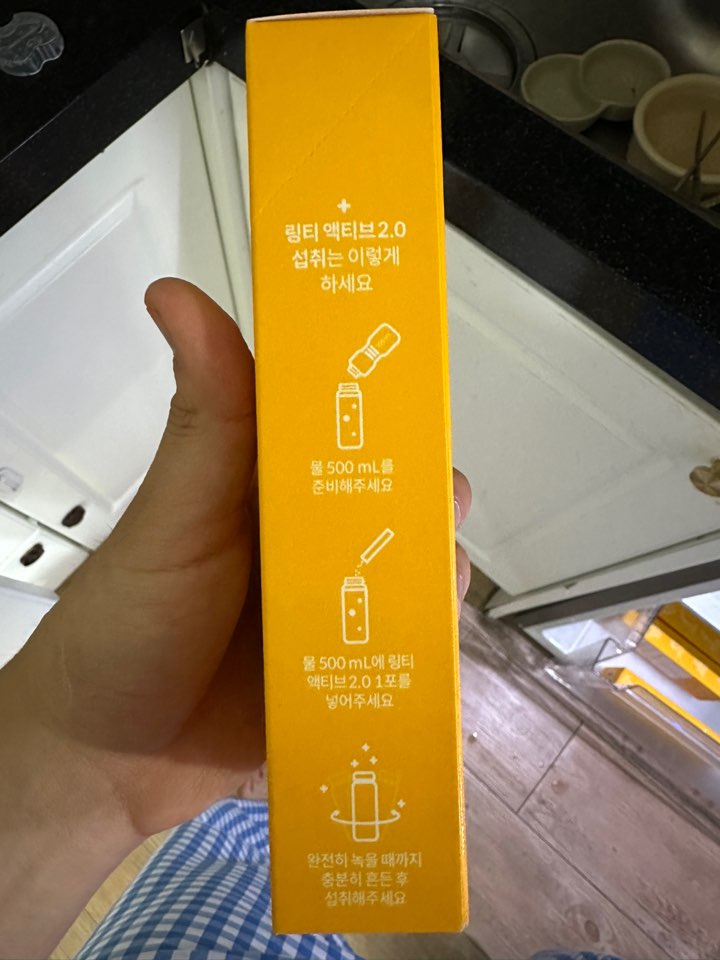 링티 액티브2.0
섭취는 이렇게
하세요
물 500 mL를
준비해주세요
물 500 mL에 링티
액티브2.0 1포를
넣어주세요
완전히 녹을 때까지
충분히 흔든 후
섭취해주세요